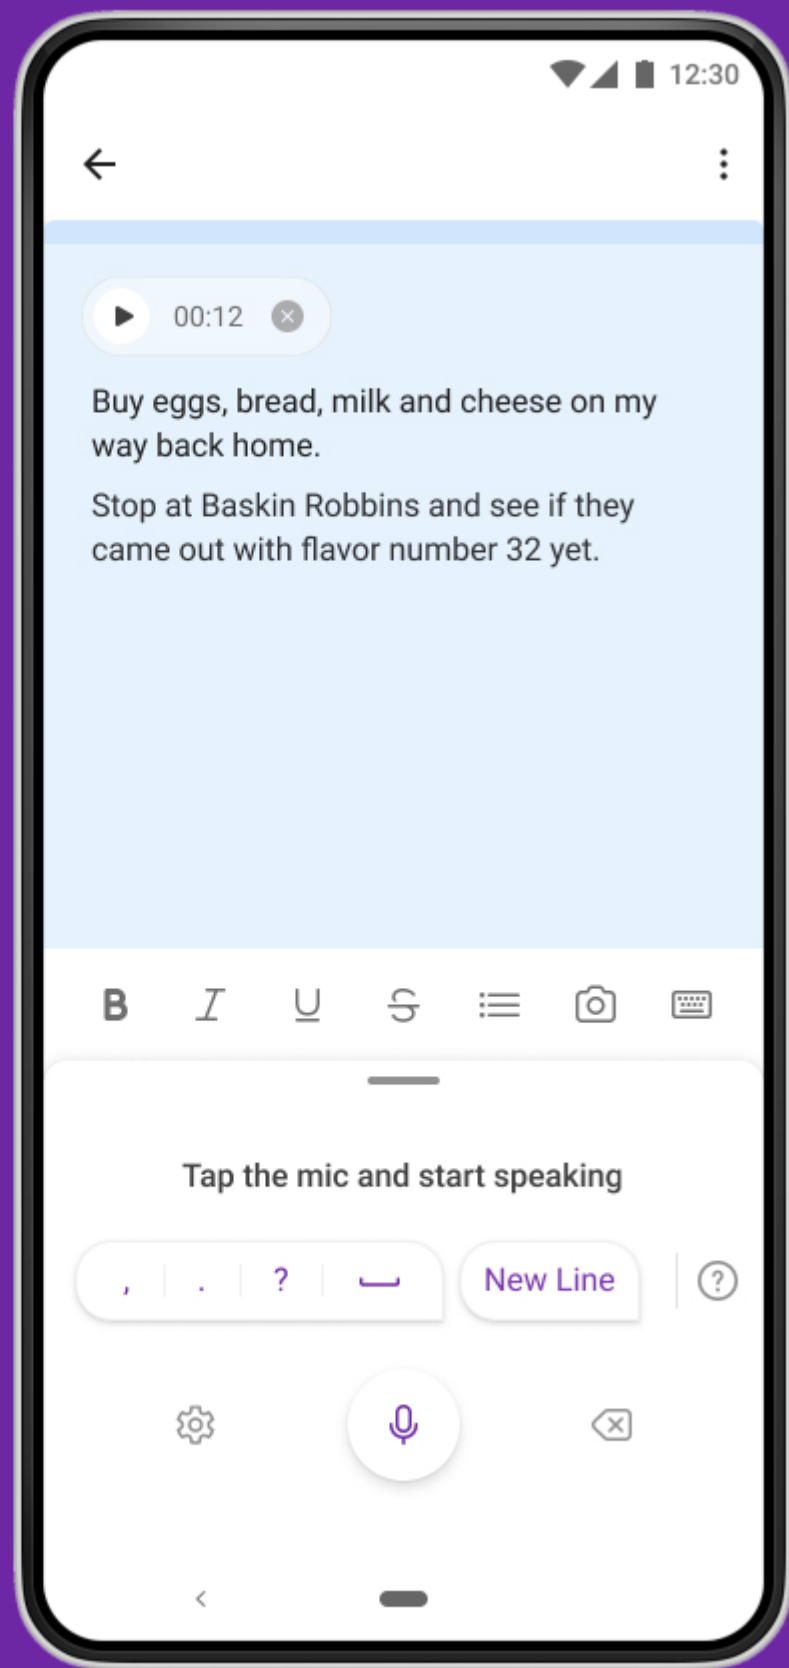 12:30
00:12
Buy eggs, bread, milk and cheese on my
way back home.
Stop at Baskin Robbins and see if they
came out with flavor number 32 yet.
B I U S
Tap the mic and start speaking
, . ? New Line ?